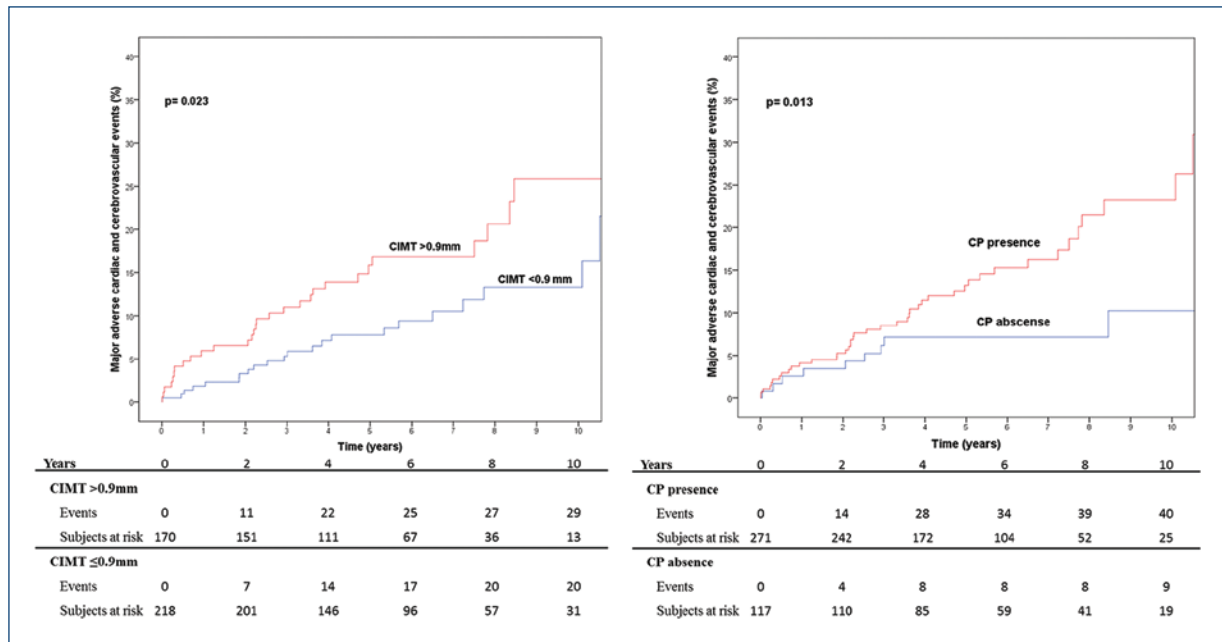 Major adverse cardiac and cerebrovascular events (%)
40
35
30
25
20
15
10
5
0
p= 0.023
CIMT >0.9mm
CIMT <0.9 mm
0 1 2 3 4 5 6 7 8 9 10
Time (years)
Years 0 2 4 6 8 10
CIMT >0.9mm
Events 0 11 22 25 27 29
Subjects at risk 170 151 111 67 36 13
CIMT ≤0.9mm
Events 0 7 14 17 20 20
Subjects at risk 218 201 146 96 57 31
Major adverse cardiac and cerebrovascular events (%)
40
35
30
25
20
15
10
5
0
p= 0.013
CP presence
CP abscense
0 1 2 3 4 5 6 7 8 9 10
Time (years)
Years 0 2 4 6 8 10
CP presence
Events 0 14 28 34 39 40
Subjects at risk 271 242 172 104 52 25
CP absence
Events 0 4 8 8 8 9
Subjects at risk 117 110 85 59 41 19